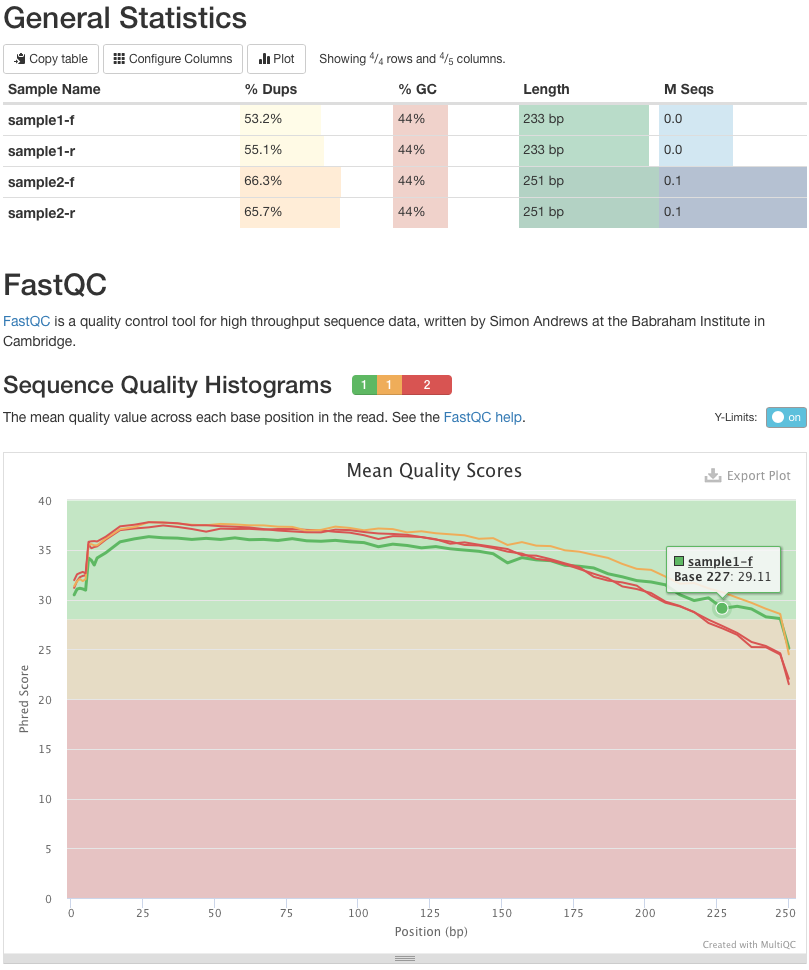 General Statistics
Copy table Configure Columns Plot Showing 4/4 rows and 4/5 columns.
Sample Name % Dups % GC Length M Seqs
sample1-f 53.2% 44% 233 bp 0.0
sample1-r 55.1% 44% 233 bp 0.0
sample2-f 66.3% 44% 251 bp 0.1
sample2-r 65.7% 44% 251 bp 0.1
FastQC
FastQC is a quality control tool for high throughput sequence data, written by Simon Andrews at the Babraham Institute in
Cambridge.
Sequence Quality Histograms 1 1 2
The mean quality value across each base position in the read. See the FastQC help.
Y-Limits: on
Mean Quality Scores
Export Plot
40
35
30
25
20
15
10
5
0
Phred Score
sample1-f
Base 227: 29.11
0 25 50 75 100 125 150 175 200 225 250
Position (bp)
Created with MultiQC